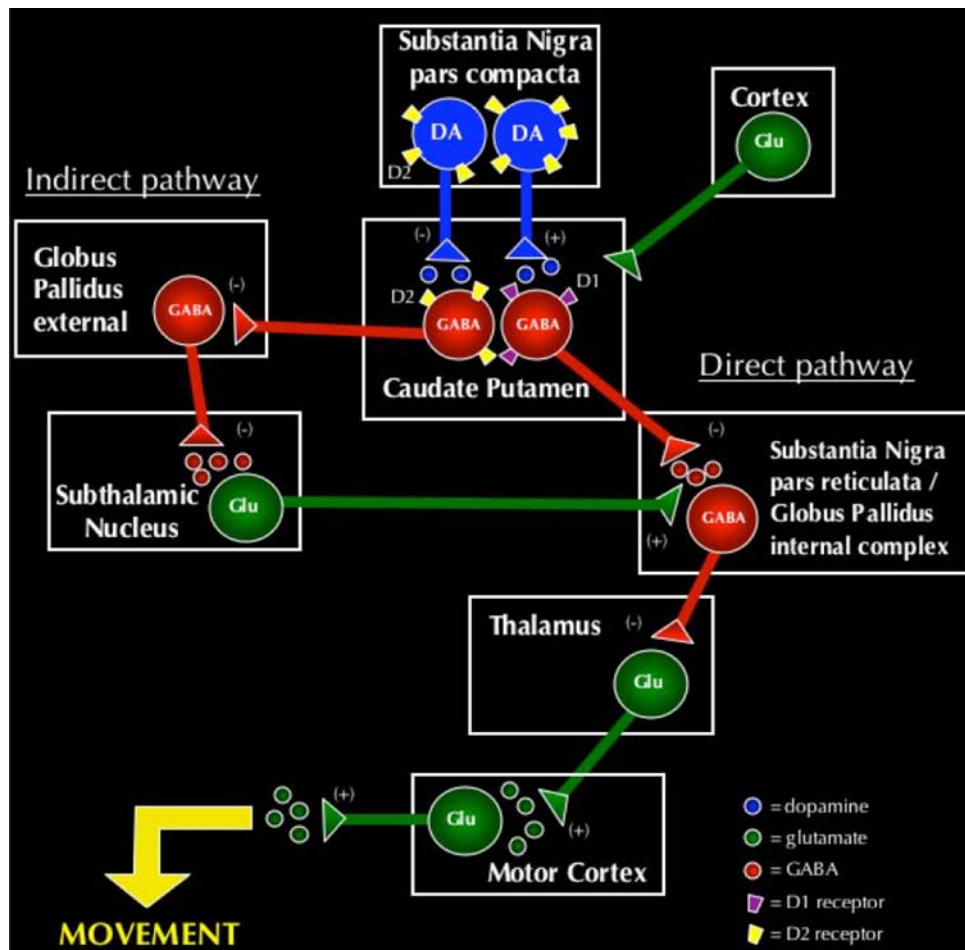 Substantia Nigra
pars compacta
DA
DA
D2
Cortex
Glu
Indirect pathway
Globus
Pallidus
external
(-)
GABA
(-)
(+)
D2
D1
GABA
GABA
Caudate Putamen
Direct pathway
(-)
Subthalamic
Nucleus
Glu
(-)
(+)
GABA
Substantia Nigra
pars reticulata /
Globus Pallidus
internal complex
Thalamus
(-)
Glu
(+)
Glu
(+)
Motor Cortex
MOVEMENT
= dopamine
= glutamate
= GABA
= D1 receptor
= D2 receptor